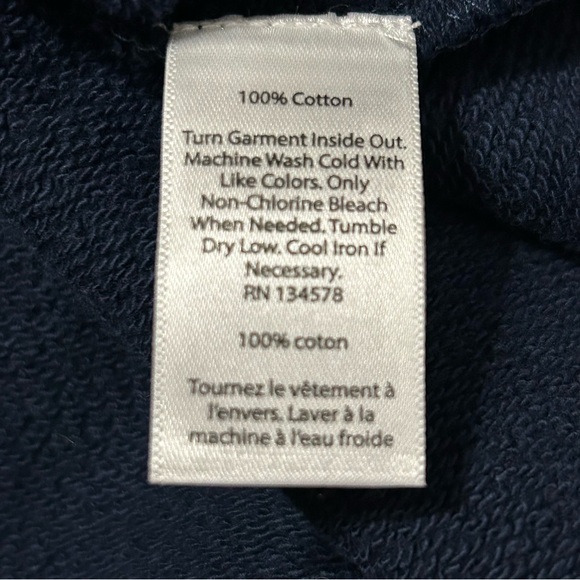 100% Cotton
Turn Garment Inside Out.
Machine Wash Cold With
Like Colors. Only
Non-Chlorine Bleach
When Needed. Tumble
Dry Low. Cool Iron If
Necessary.
RN 134578
100% coton
Tournez le vêtement à
l'envers. Laver à la
machine à l'eau froide